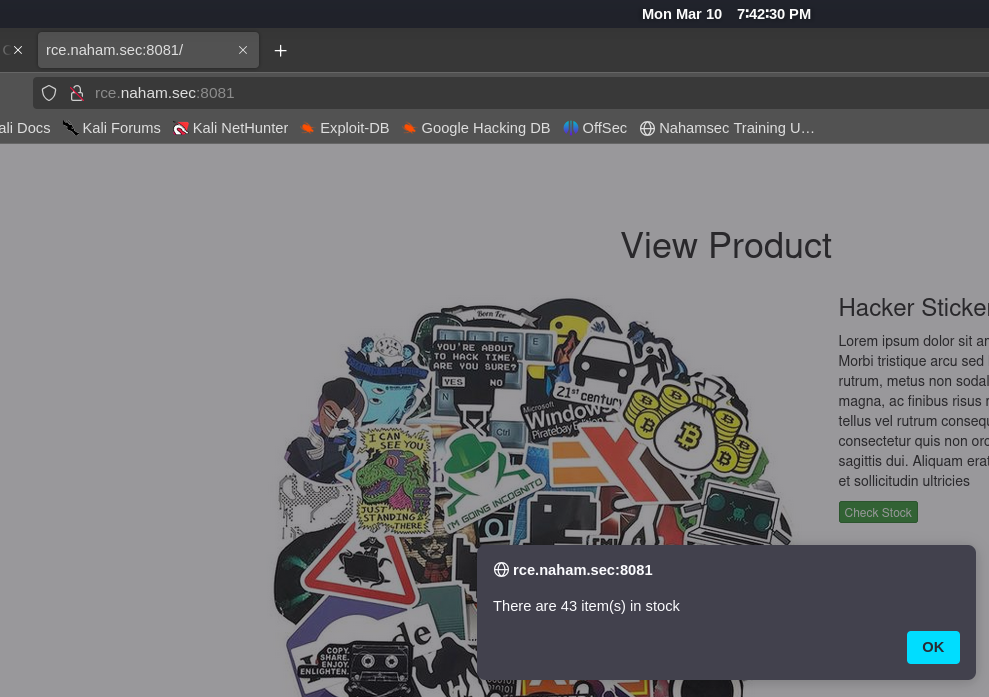 Mon Mar 10 7:42:30 PM
rce.naham.sec:8081/
rce.naham.sec:8081
ali Docs Kali Forums Kali NetHunter Exploit-DB Google Hacking DB OffSec Nahamsec Training U…
View Product
Hacker Sticker
Lorem ipsum dolor sit am
Morbi tristique arcu sed
rutrum, metus non sodal
magna, ac finibus risus
tellus vel rutrum consequ
consectetur quis non orc
sagittis dui. Aliquam erat
et sollicitudin ultricies
Check Stock
Born For
YOU'RE ABOUT
TO HACK TIME,
ARE YOU SURE?
YES NO
E
N
Ctrl
21st century
Microsoft
Windows
Piratebay Edition
I CAN
SEE YOU
JUST
STANDING
THERE
I'M GOING INCOGNITO
de
COPY.
SHARE.
ENJOY.
ENLIGHTEN.
rce.naham.sec:8081
There are 43 item(s) in stock
OK